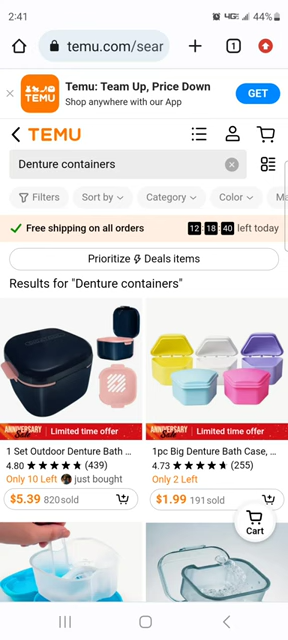 2:41
4GE 44%
temu.com/sear
1
TEMU
Temu: Team Up, Price Down
Shop anywhere with our App
GET
TEMU
Denture containers
Filters
Sort by
Category
Color
Ma
Free shipping on all orders
12:18:40 left today
Prioritize Deals items
Results for "Denture containers"
ANNIVERSARY Sale Limited time offer
ANNIVERSARY Sale Limited time offer
1 Set Outdoor Denture Bath ...
4.80 (439)
Only 10 Left just bought
$5.39 820sold
1pc Big Denture Bath Case, ...
4.73 (255)
Only 2 Left
$1.99 191sold
Cart